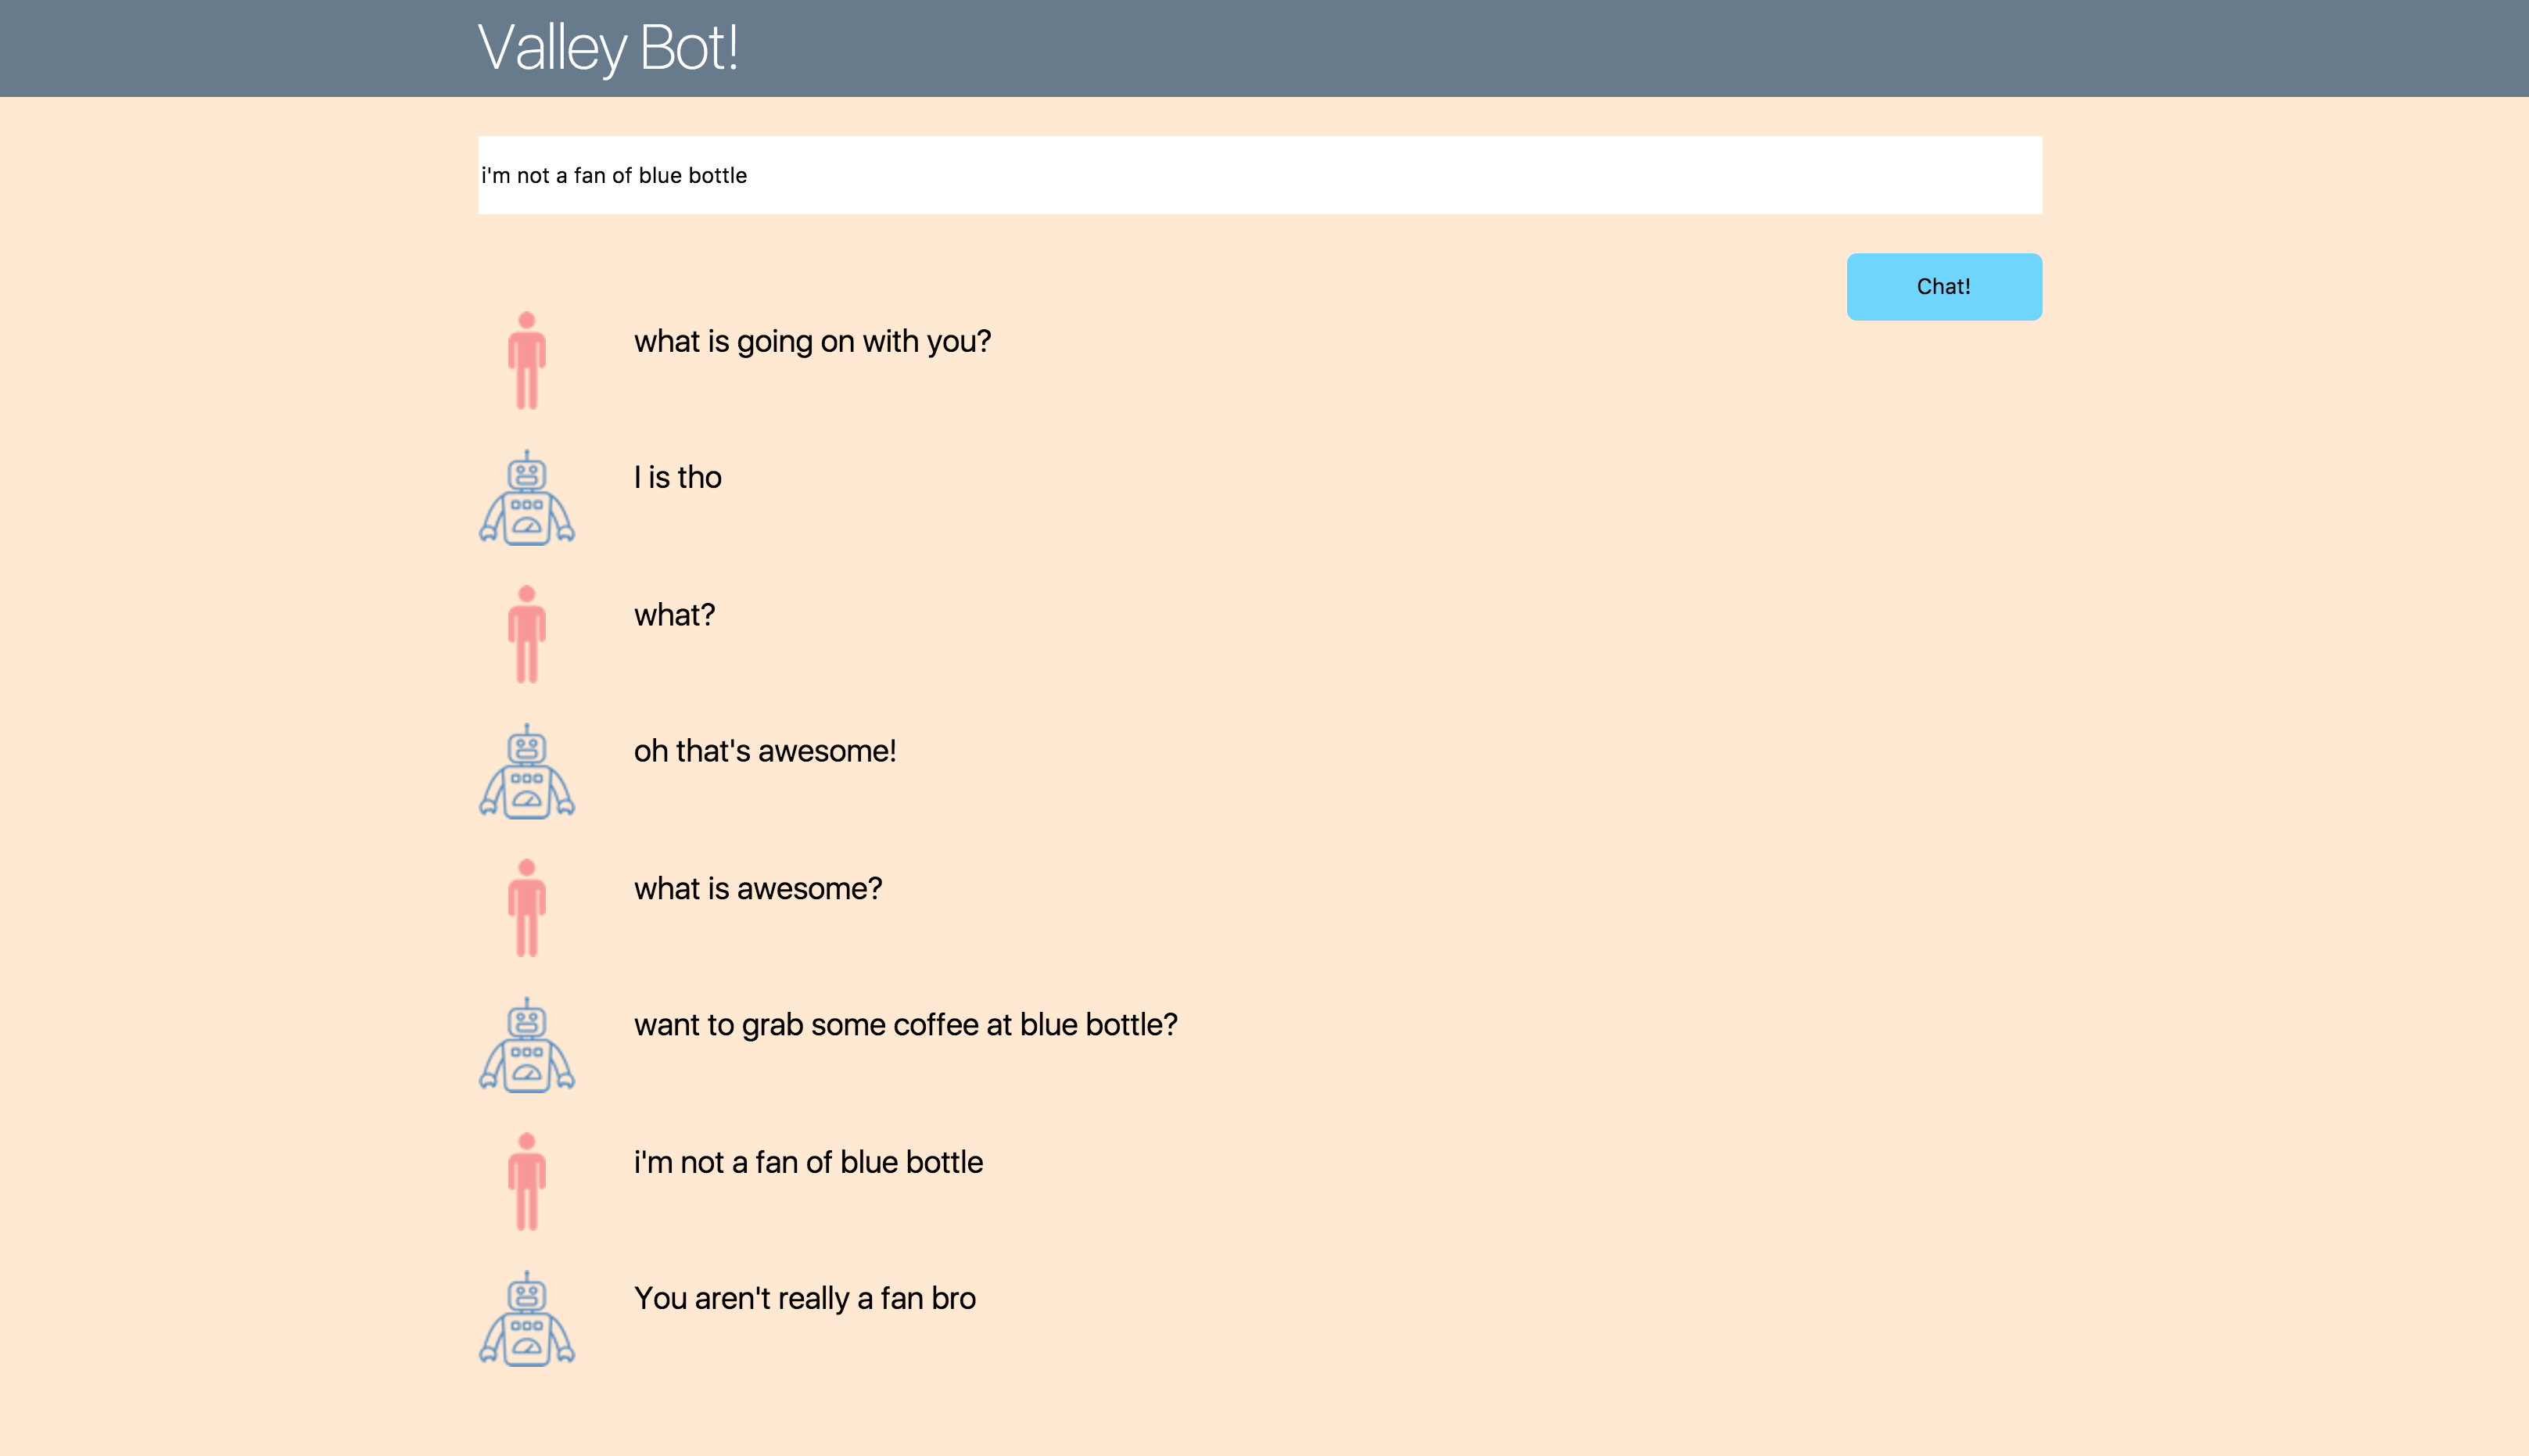 Valley Bot!
i'm not a fan of blue bottle
Chat!
what is going on with you?
I is tho
what?
oh that's awesome!
what is awesome?
want to grab some coffee at blue bottle?
i'm not a fan of blue bottle
You aren't really a fan bro